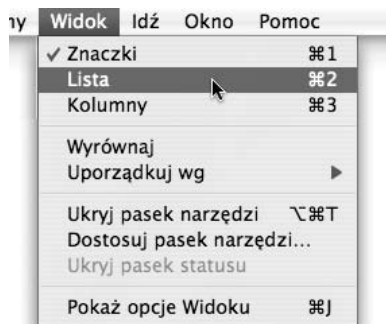 ny Widok Idź Okno Pomoc
✓ Znaczki ⌘1
Lista ⌘2
Kolumny ⌘3
Wyrównaj
Uporządkuj wg ▶
Ukryj pasek narzędzi ⌥⌘T
Dostosuj pasek narzędzi...
Ukryj pasek statusu
Pokaż opcje Widoku ⌘J